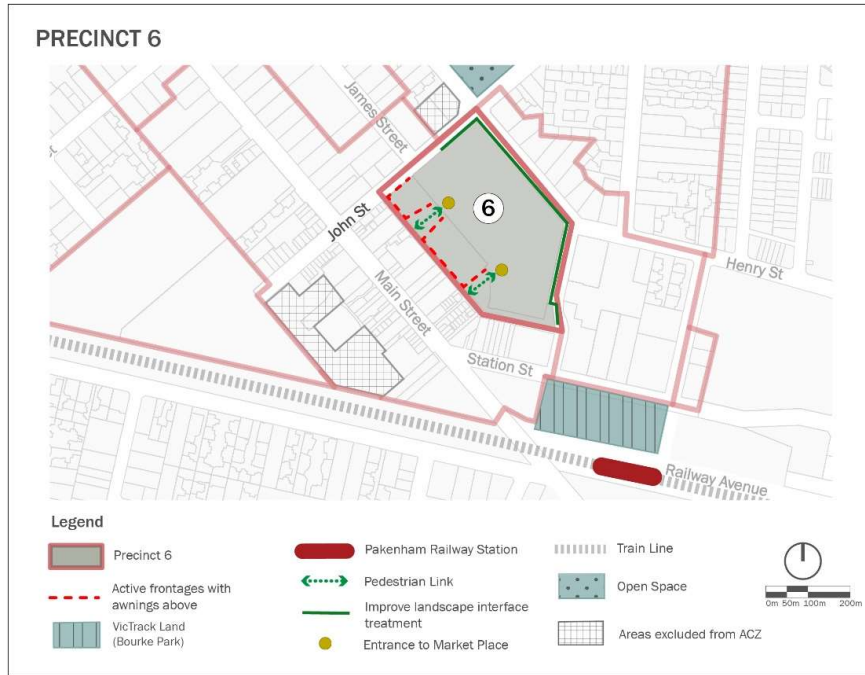 PRECINCT 6
James Street
John St
6
Main Street
Henry St
Station St
Railway Avenue
Legend
Precinct 6
Active frontages with
awnings above
VicTrack Land
(Bourke Park)
Pakenham Railway Station
Pedestrian Link
Improve landscape interface
treatment
Entrance to Market Place
Train Line
Open Space
Areas excluded from ACZ
0m 50m 100m 200m